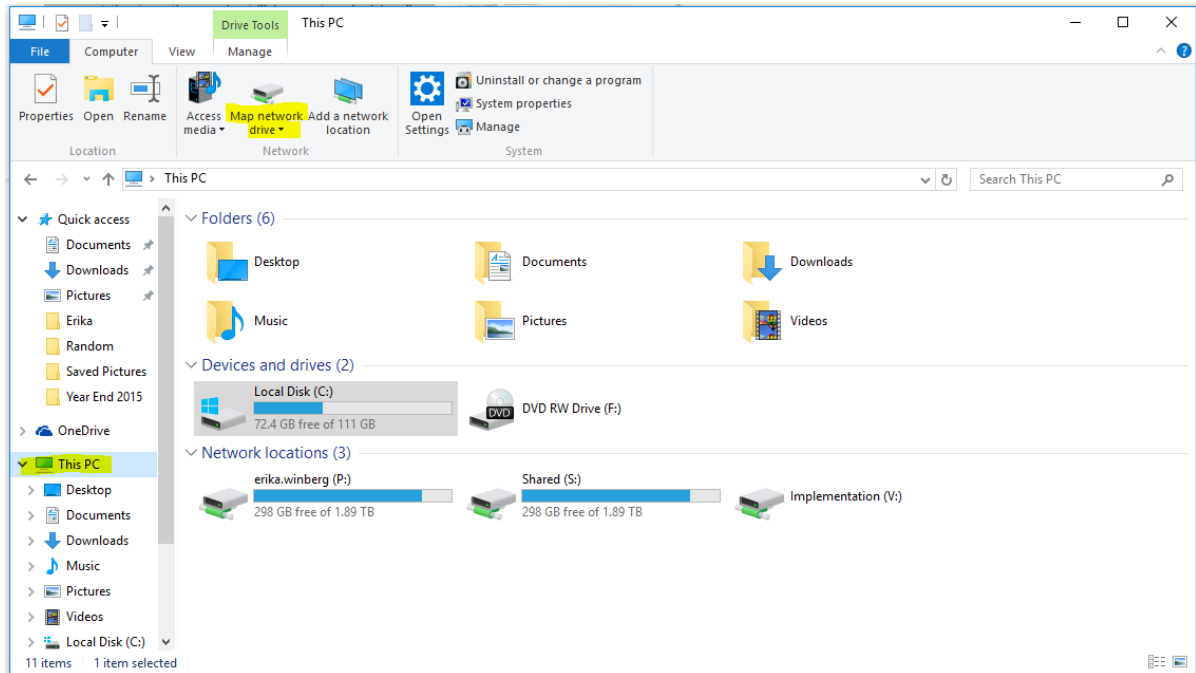 Drive Tools This PC
File Computer View Manage
Properties Open Rename
Access media
Map network drive
Add a network location
Open Settings
Uninstall or change a program
System properties
Manage
Location Network System
This PC Search This PC
Quick access
Documents
Downloads
Pictures
Erika
Random
Saved Pictures
Year End 2015
OneDrive
This PC
Desktop
Documents
Downloads
Music
Pictures
Videos
Local Disk (C:)
Folders (6)
Desktop Documents Downloads
Music Pictures Videos
Devices and drives (2)
Local Disk (C:)
72.4 GB free of 111 GB
DVD
DVD RW Drive (F:)
Network locations (3)
erika.winberg (P:)
298 GB free of 1.89 TB
Shared (S:)
298 GB free of 1.89 TB
Implementation (V:)
11 items 1 item selected